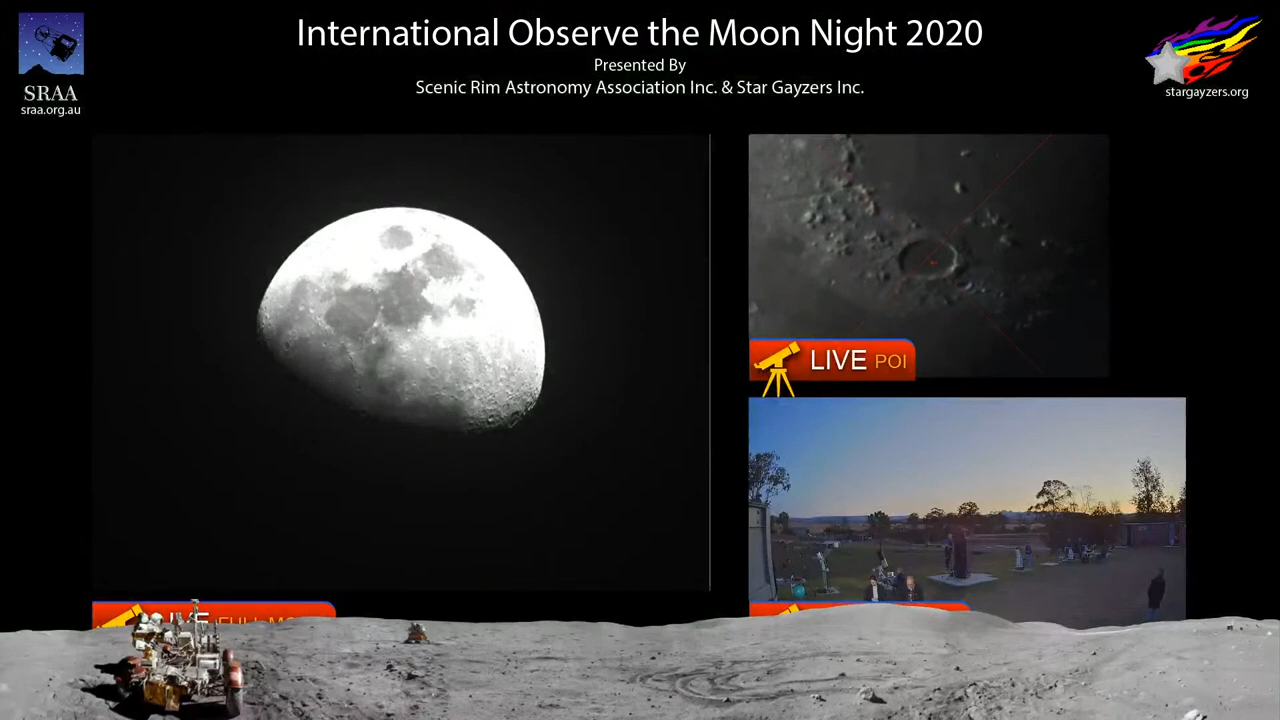 International Observe the Moon Night 2020
Presented By
Scenic Rim Astronomy Association Inc. & Star Gayzers Inc.
SRAA
sraa.org.au
stargayzers.org
LIVE POI